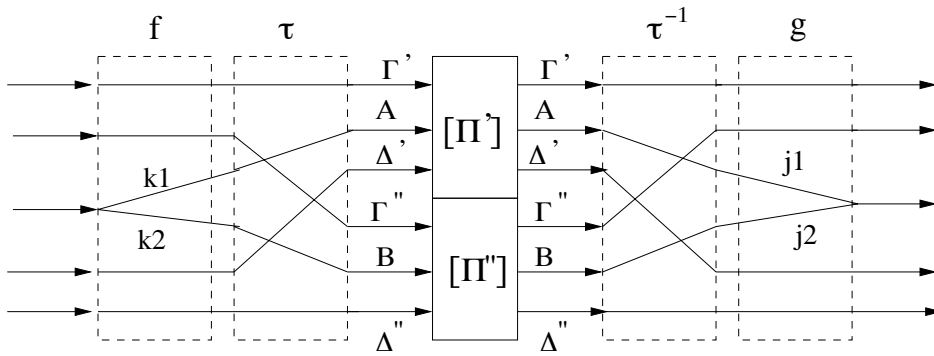 f τ τ⁻¹ g
Γ' Γ'
A A
[Π']
Δ' Δ'
k1 j1
Γ'' Γ''
k2 j2
B B
[Π'']
Δ'' Δ''